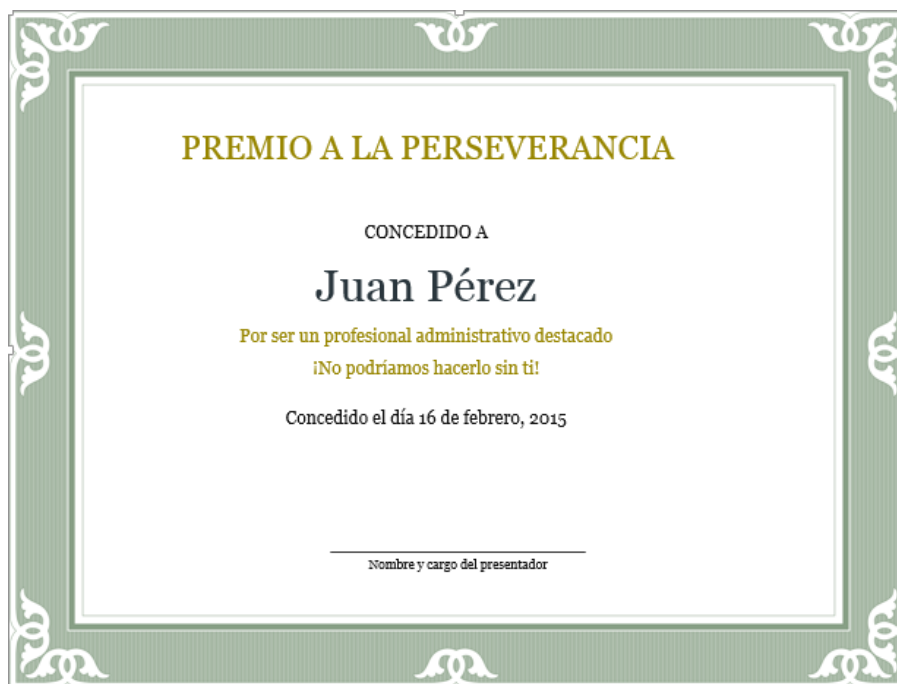 PREMIO A LA PERSEVERANCIA
CONCEDIDO A
Juan Pérez
Por ser un profesional administrativo destacado
¡No podríamos hacerlo sin ti!
Concedido el día 16 de febrero, 2015
Nombre y cargo del presentador